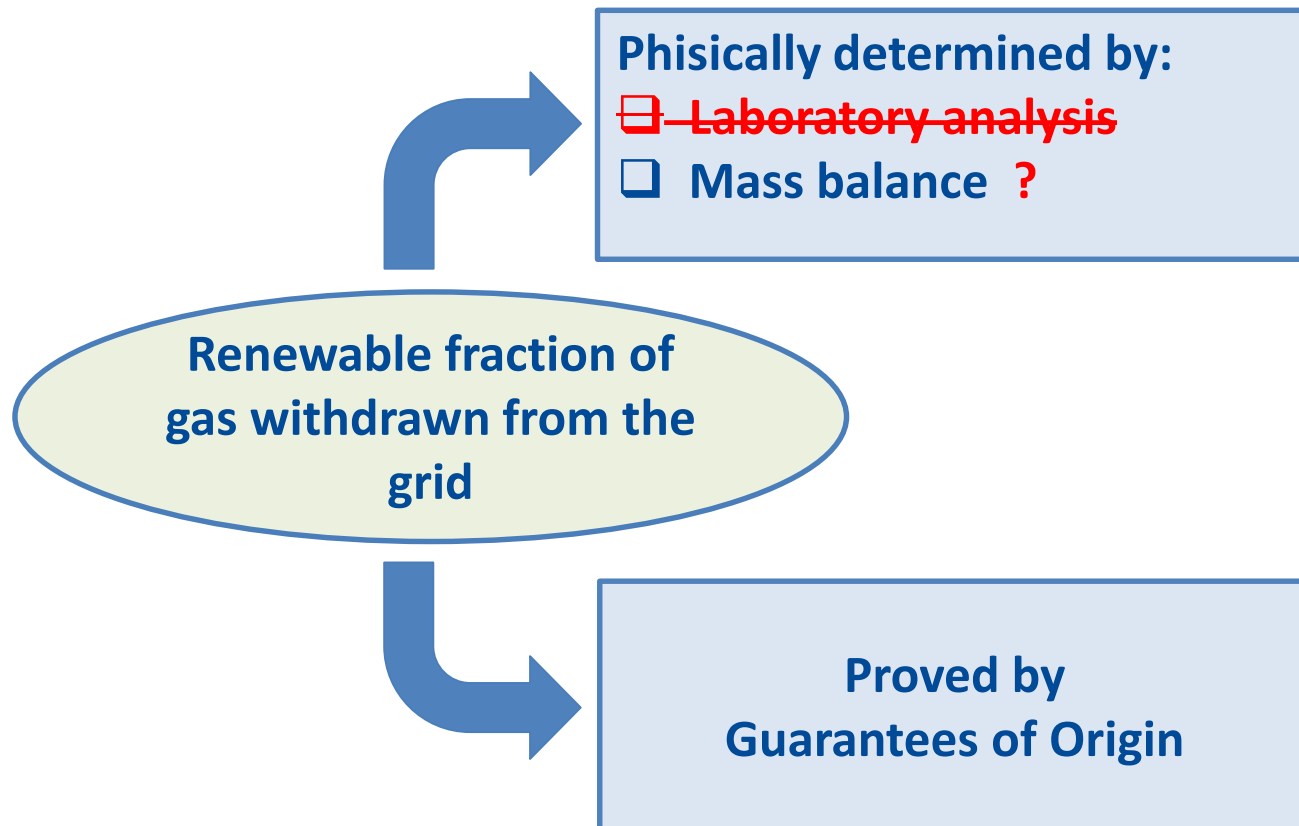 Phisically determined by:
❑ Laboratory analysis
❑ Mass balance ?
Renewable fraction of
gas withdrawn from the
grid
Proved by
Guarantees of Origin